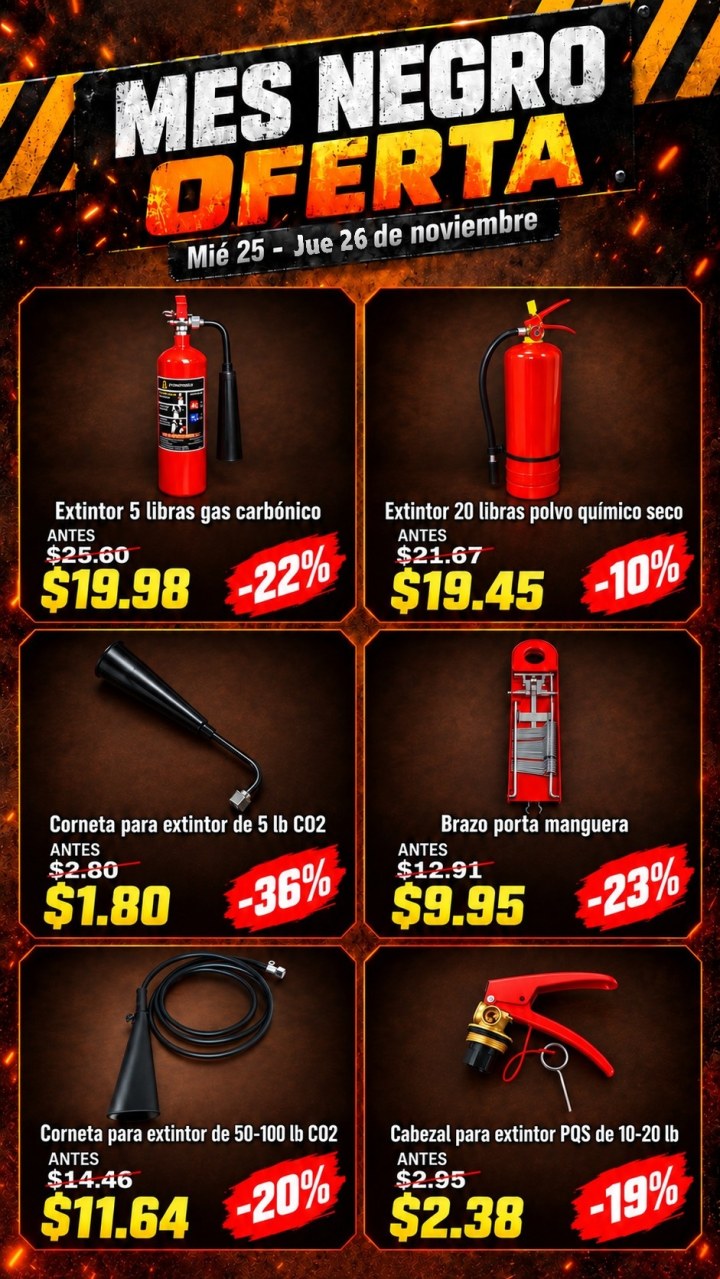 MES NEGRO
OFERTA
Mié 25 - Jue 26 de noviembre
Extintor 5 libras gas carbónico
ANTES
$25.60
$19.98
-22%
Extintor 20 libras polvo químico seco
ANTES
$21.67
$19.45
-10%
Corneta para extintor de 5 lb CO2
ANTES
$2.80
$1.80
-36%
Brazo porta manguera
ANTES
$12.91
$9.95
-23%
Corneta para extintor de 50-100 lb CO2
ANTES
$14.46
$11.64
-20%
Cabezal para extintor PQS de 10-20 lb
ANTES
$2.95
$2.38
-19%